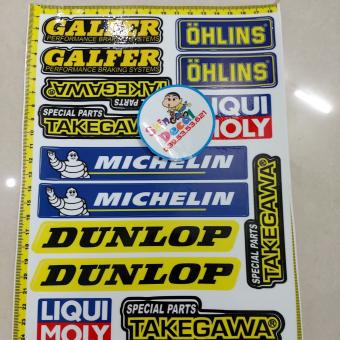 GALFER
PERFORMANCE BRAKING SYSTEMS
ÖHLINS
GALFER
PERFORMANCE BRAKING SYSTEMS
ÖHLINS
TAKEGAWA
SPECIAL PARTS
SPECIAL PARTS
TAKEGAWA
LIQUI
MOLY
MICHELIN
MICHELIN
SPECIAL PARTS
TAKEGAWA
DUNLOP
DUNLOP
LIQUI
MOLY
SPECIAL PARTS
TAKEGAWA